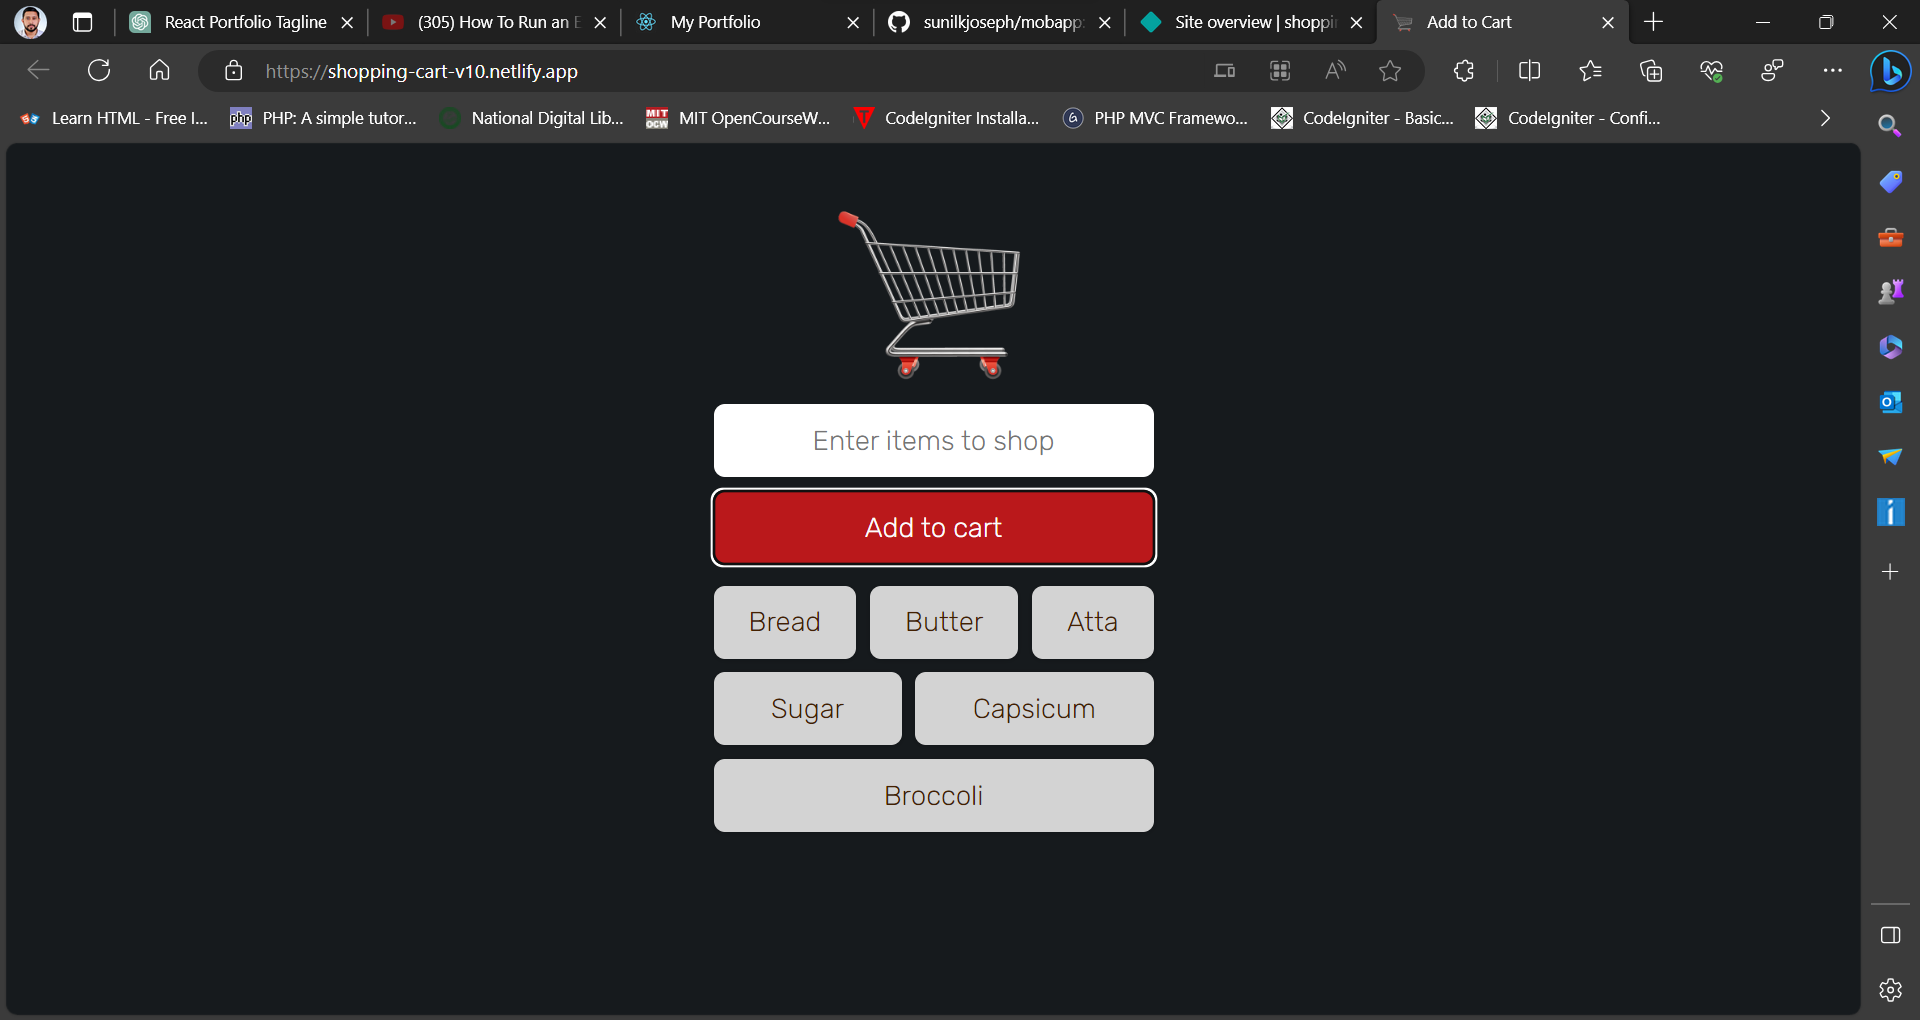 React Portfolio Tagline
(305) How To Run an E
My Portfolio
sunilkjoseph/mobapp:
Site overview | shoppi
Add to Cart
https://shopping-cart-v10.netlify.app
Learn HTML - Free I...
php PHP: A simple tutor...
National Digital Lib...
MIT OCW MIT OpenCourseW...
CodeIgniter Installa...
PHP MVC Framewo...
CodeIgniter - Basic...
CodeIgniter - Confi...
Enter items to shop
Add to cart
Bread Butter Atta
Sugar Capsicum
Broccoli